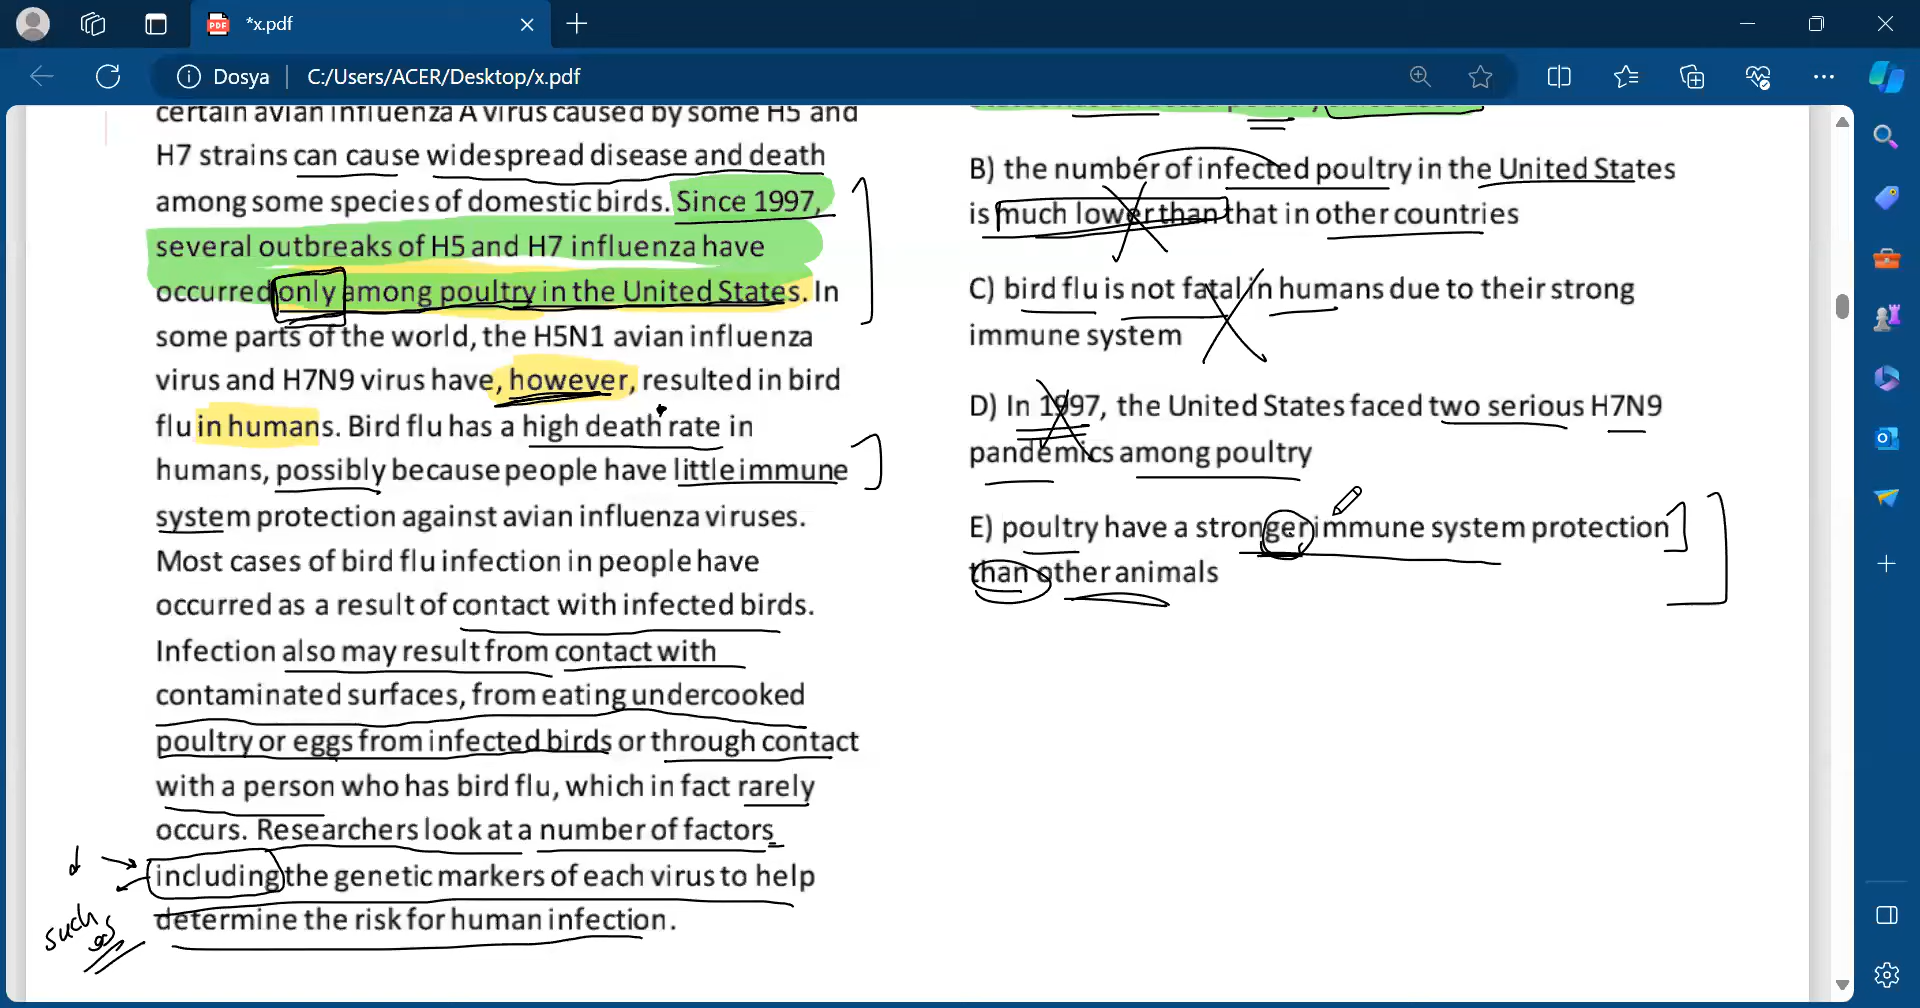 *x.pdf
Dosya
C:/Users/ACER/Desktop/x.pdf
certain avian influenza A virus caused by some H5 and
H7 strains can cause widespread disease and death
among some species of domestic birds. Since 1997,
several outbreaks of H5 and H7 influenza have
occurred only among poultry in the United States. In
some parts of the world, the H5N1 avian influenza
virus and H7N9 virus have, however, resulted in bird
flu in humans. Bird flu has a high death rate in
humans, possibly because people have little immune
system protection against avian influenza viruses.
Most cases of bird flu infection in people have
occurred as a result of contact with infected birds.
Infection also may result from contact with
contaminated surfaces, from eating undercooked
poultry or eggs from infected birds or through contact
with a person who has bird flu, which in fact rarely
occurs. Researchers look at a number of factors
including the genetic markers of each virus to help
determine the risk for human infection.
such
as
States has affected poultry since 1997
B) the number of infected poultry in the United States
is much lower than that in other countries
C) bird flu is not fatal in humans due to their strong
immune system
D) In 1997, the United States faced two serious H7N9
pandemics among poultry
E) poultry have a stronger immune system protection
than other animals